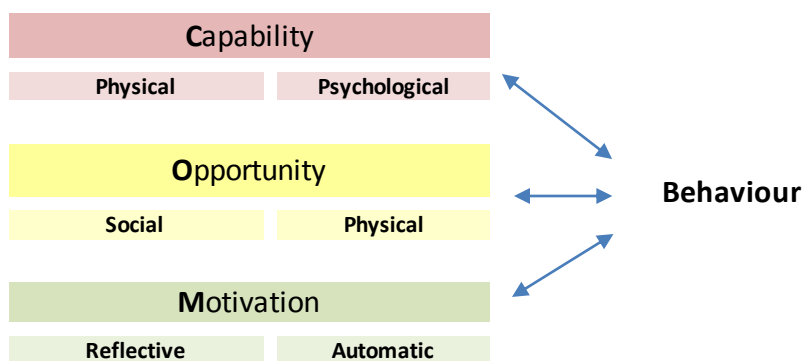 Capability
Physical Psychological
Opportunity
Social Physical
Behaviour
Motivation
Reflective Automatic